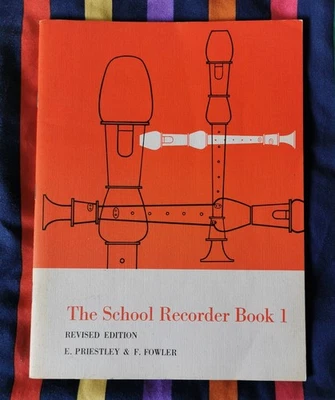 The School Recorder Book 1
REVISED EDITION
E. PRIESTLEY & F. FOWLER